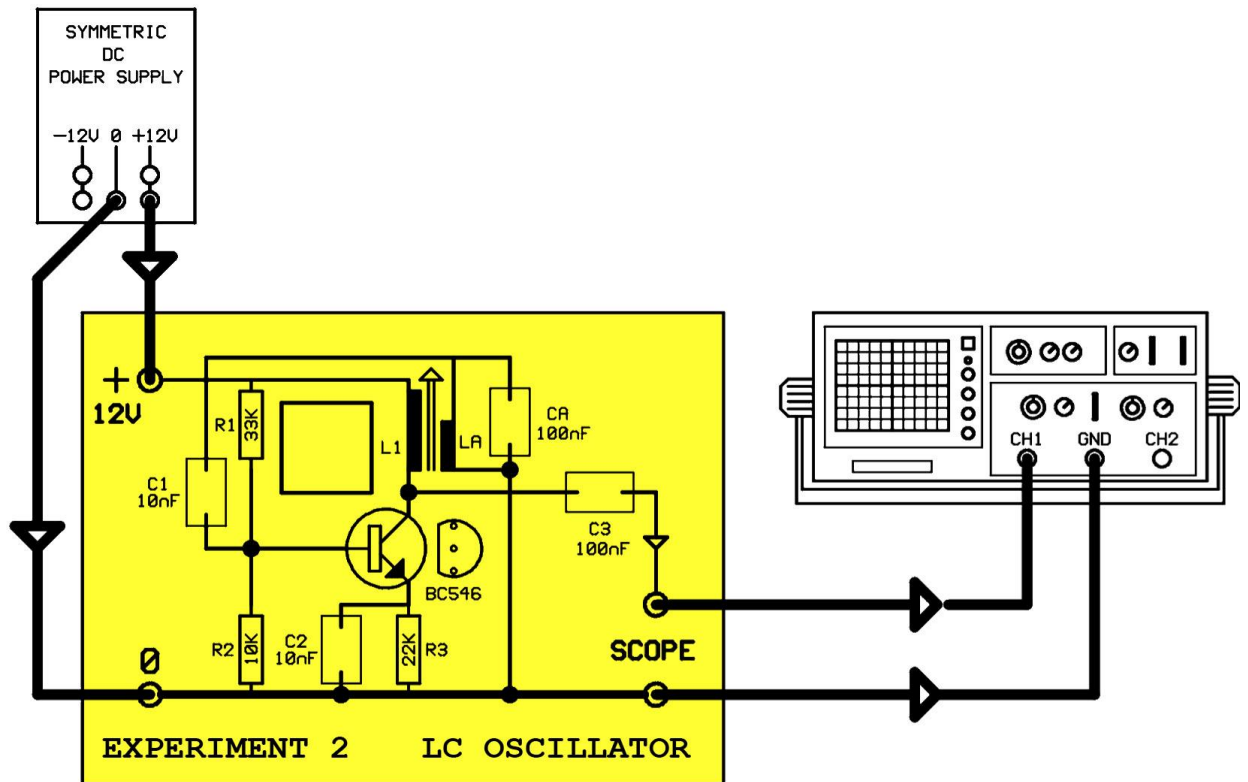 SYMMETRIC
DC
POWER SUPPLY
-12V 0 +12V
+
12V
R1
33K
L1
LA
CA
100nF
C1
10nF
C3
100nF
BC546
R2
10K
C2
10nF
22K
R3
0
SCOPE
EXPERIMENT 2 LC OSCILLATOR
CH1 GND CH2